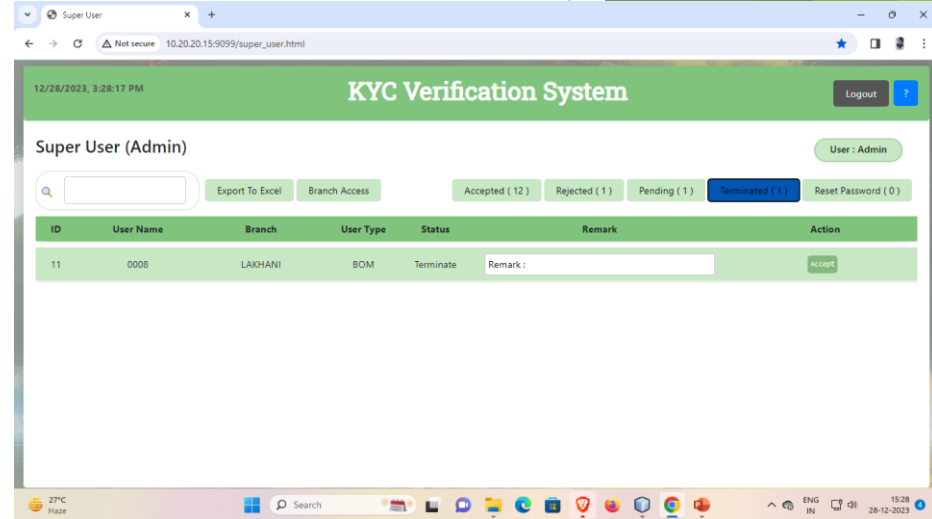 Super User
Not secure 10.20.20.15:9099/super_user.html
12/28/2023, 3:28:17 PM KYC Verification System Logout ?
Super User (Admin) User : Admin
Export To Excel Branch Access Accepted ( 12 ) Rejected ( 1 ) Pending ( 1 ) Terminated ( 1 ) Reset Password ( 0 )
ID User Name Branch User Type Status Remark Action
11 0008 LAKHANI BOM Terminate Remark : Accept
27°C Search ENG 15:28
Haze IN 28-12-2023 4